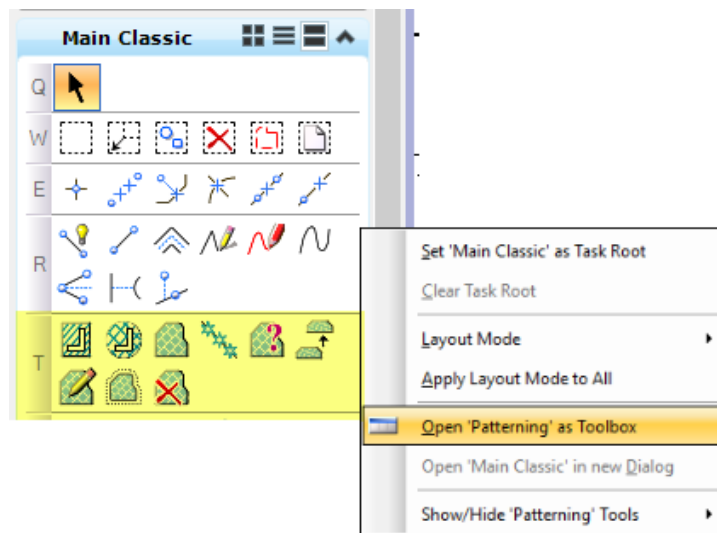 Main Classic
Q
W
E
R
T
Set 'Main Classic' as Task Root
Clear Task Root
Layout Mode
Apply Layout Mode to All
Open 'Patterning' as Toolbox
Open 'Main Classic' in new Dialog
Show/Hide 'Patterning' Tools